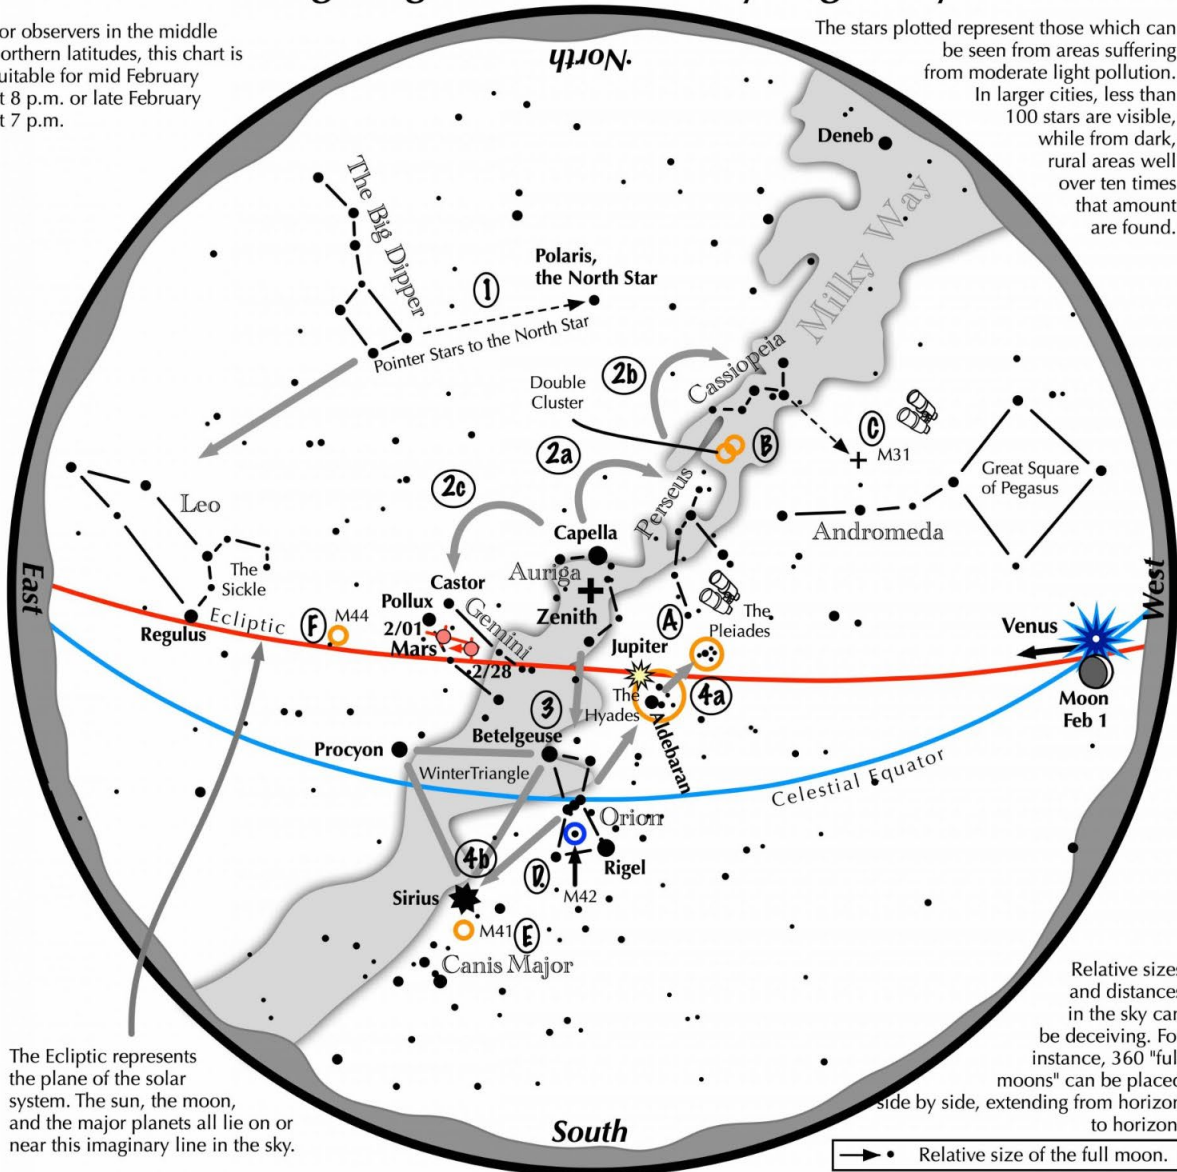 or observers in the middle
orthern latitudes, this chart is
uitable for mid February
t 8 p.m. or late February
t 7 p.m.
The stars plotted represent those which can
be seen from areas suffering
from moderate light pollution.
In larger cities, less than
100 stars are visible,
while from dark,
rural areas well
over ten times
that amount
are found.
North
Deneb
The Big Dipper
Milky Way
Polaris,
the North Star
1
Pointer Stars to the North Star
Cassiopeia
2b
Double
Cluster
C
M31
B
2a
Great Square
of Pegasus
2c
Leo
Perseus
Andromeda
Capella
The
Sickle
Auriga
East
West
Castor
Gemini
Zenith
A
The
Pleiades
Pollux
Regulus
Ecliptic
F
M44
2/01
Mars
2/28
Jupiter
Venus
Moon
Feb 1
The
Hyades
4a
Aldebaran
3
Betelgeuse
Procyon
WinterTriangle
Celestial Equator
Orion
4b
D.
Rigel
M42
Sirius
M41
E
Canis Major
The Ecliptic represents
the plane of the solar
system. The sun, the moon,
and the major planets all lie on or
near this imaginary line in the sky.
Relative sizes
and distances
in the sky can
be deceiving. For
instance, 360 "full
moons" can be placed
side by side, extending from horizon
to horizon
South
Relative size of the full moon.